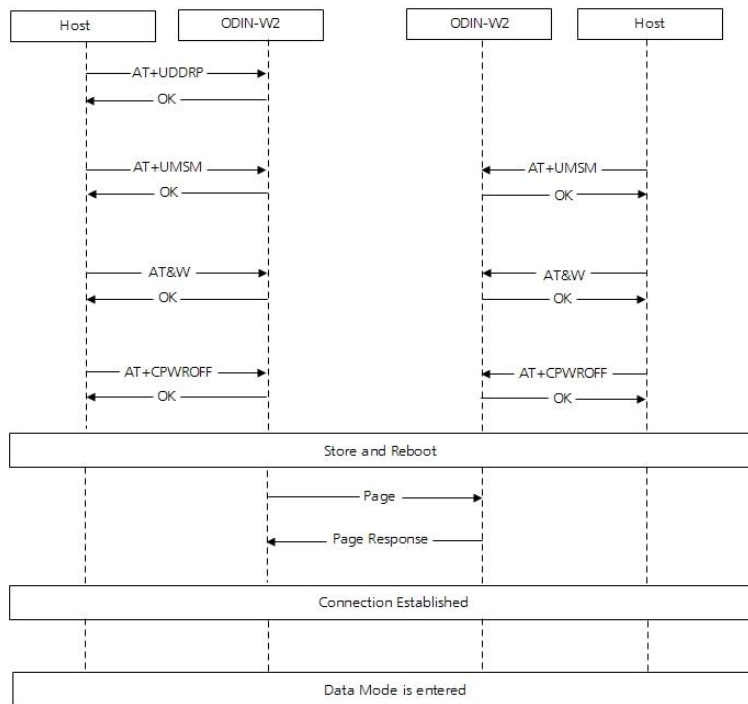 Host
ODIN-W2
ODIN-W2
Host
AT+UDDRP
OK
AT+UMSM
AT+UMSM
OK
OK
AT&W
AT&W
OK
OK
AT+CPWROFF
AT+CPWROFF
OK
OK
Store and Reboot
Page
Page Response
Connection Established
Data Mode is entered